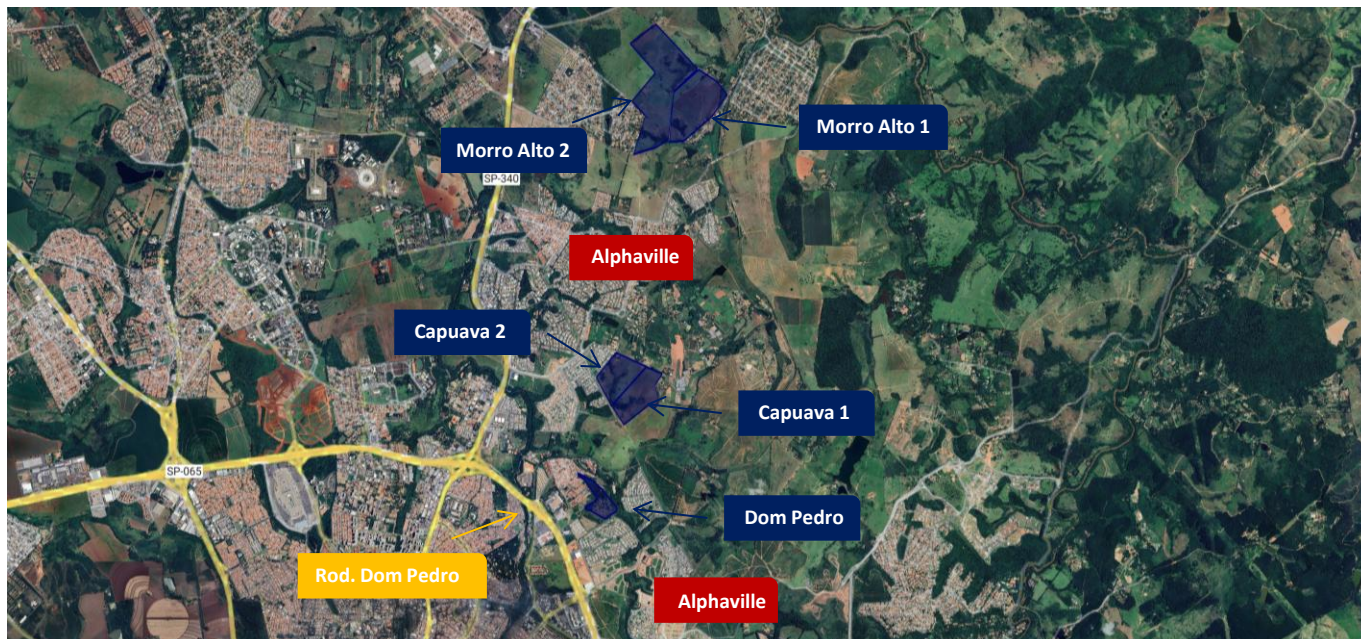 Morro Alto 1
Morro Alto 2
SP-340
Alphaville
Capuava 2
Capuava 1
SP-065
Dom Pedro
Rod. Dom Pedro
Alphaville